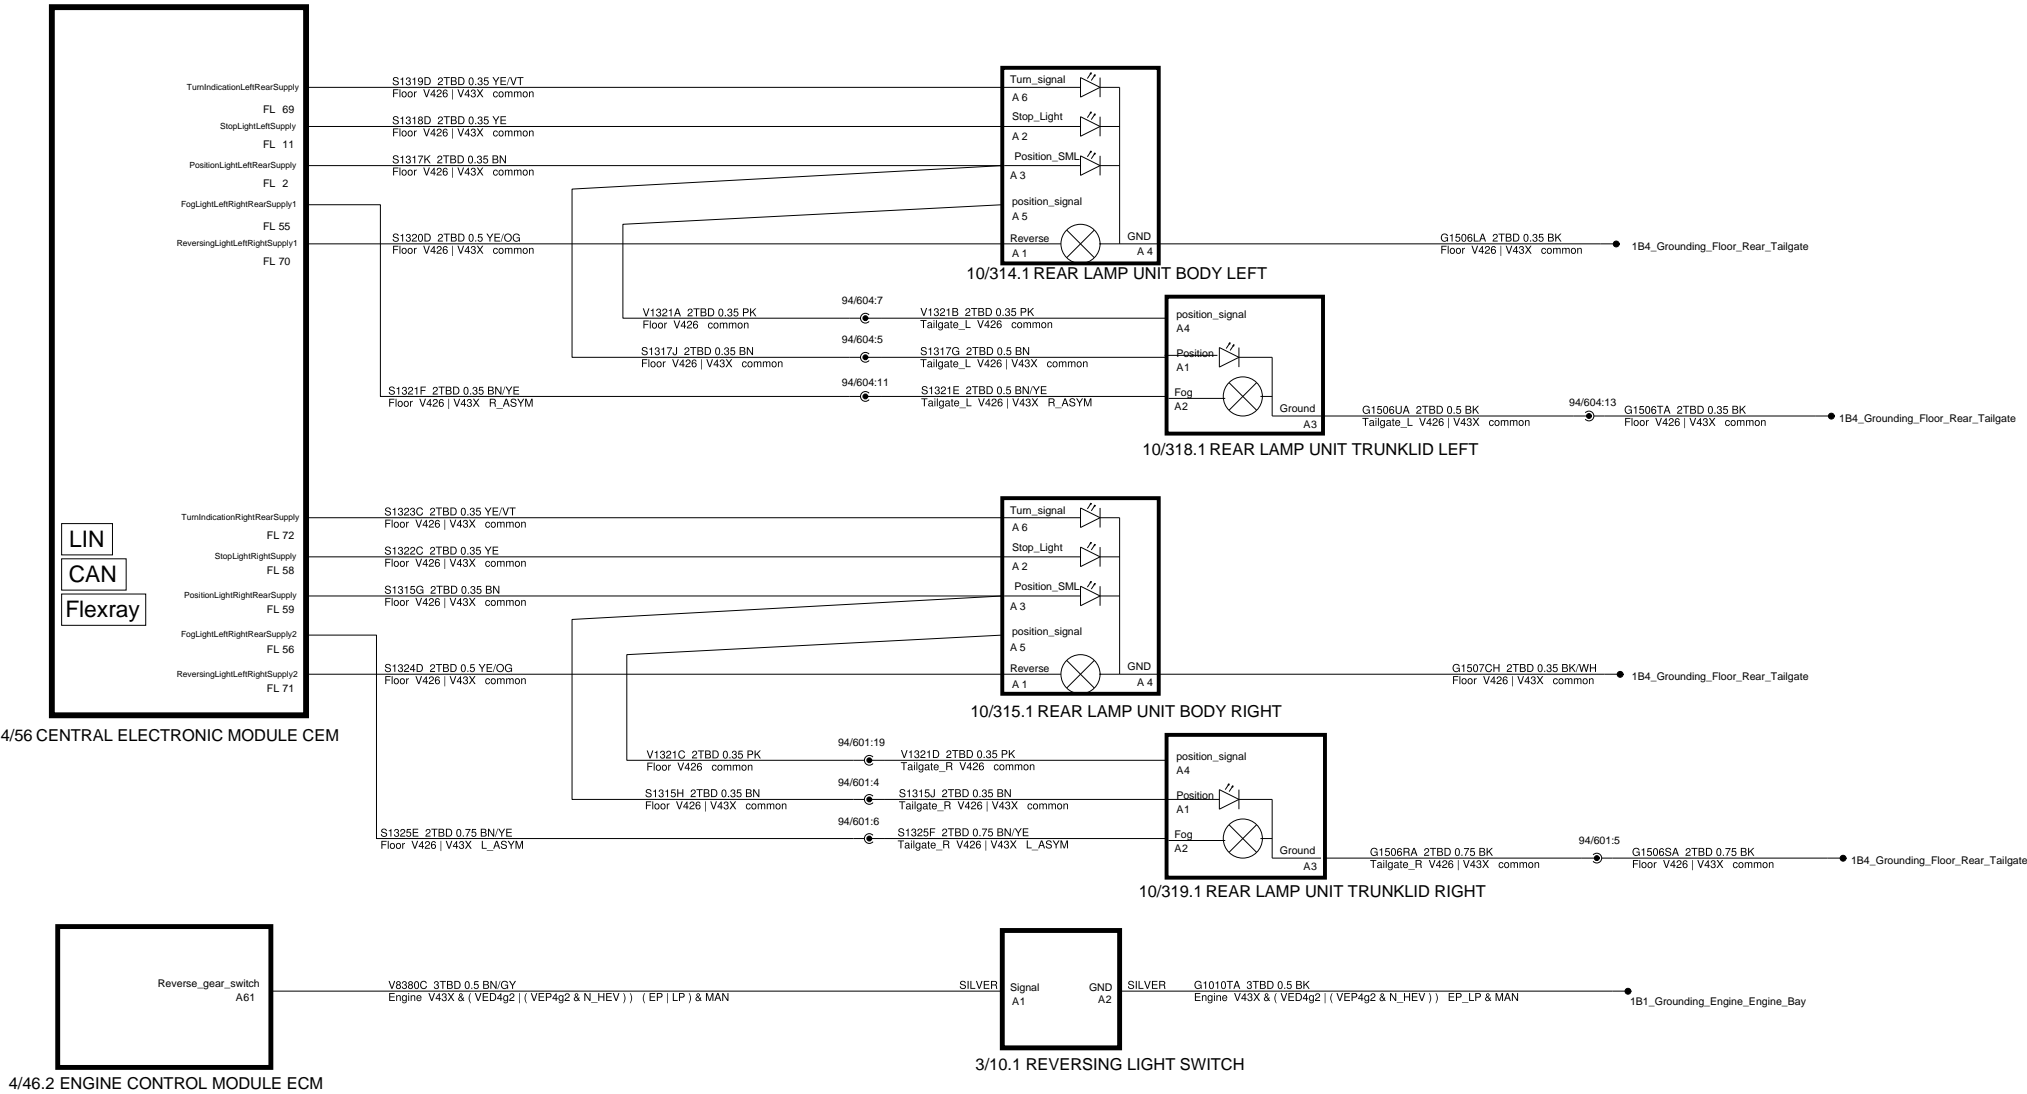 TurnIndicationLeftRearSupply
FL 69
StopLightLeftSupply
FL 11
PositionLightLeftRearSupply
FL 2
FogLightLeftRightRearSupply1
FL 55
ReversingLightLeftRightSupply1
FL 70
S1319D 2TBD 0.35 YE/VT
Floor V426 | V43X common
S1318D 2TBD 0.35 YE
Floor V426 | V43X common
S1317K 2TBD 0.35 BN
Floor V426 | V43X common
S1320D 2TBD 0.5 YE/OG
Floor V426 | V43X common
Turn_signal
A 6
Stop_Light
A 2
Position_SML
A 3
position_signal
A 5
Reverse
A 1
GND
A 4
10/314.1 REAR LAMP UNIT BODY LEFT
G1506LA 2TBD 0.35 BK
Floor V426 | V43X common
1B4_Grounding_Floor_Rear_Tailgate
V1321A 2TBD 0.35 PK
Floor V426 common
94/604:7
V1321B 2TBD 0.35 PK
Tailgate_L V426 common
S1317J 2TBD 0.35 BN
Floor V426 | V43X common
94/604:5
S1317G 2TBD 0.5 BN
Tailgate_L V426 | V43X common
S1321F 2TBD 0.35 BN/YE
Floor V426 | V43X R_ASYM
94/604:11
S1321E 2TBD 0.5 BN/YE
Tailgate_L V426 | V43X R_ASYM
position_signal
A4
Position
A1
Fog
A2
Ground
A3
10/318.1 REAR LAMP UNIT TRUNKLID LEFT
G1506UA 2TBD 0.5 BK
Tailgate_L V426 | V43X common
94/604:13
G1506TA 2TBD 0.35 BK
Floor V426 | V43X common
1B4_Grounding_Floor_Rear_Tailgate
LIN
CAN
Flexray
TurnIndicationRightRearSupply
FL 72
StopLightRightSupply
FL 58
PositionLightRightRearSupply
FL 59
FogLightLeftRightRearSupply2
FL 56
ReversingLightLeftRightSupply2
FL 71
4/56 CENTRAL ELECTRONIC MODULE CEM
S1323C 2TBD 0.35 YE/VT
Floor V426 | V43X common
S1322C 2TBD 0.35 YE
Floor V426 | V43X common
S1315G 2TBD 0.35 BN
Floor V426 | V43X common
S1324D 2TBD 0.5 YE/OG
Floor V426 | V43X common
Turn_signal
A 6
Stop_Light
A 2
Position_SML
A 3
position_signal
A 5
Reverse
A 1
GND
A 4
10/315.1 REAR LAMP UNIT BODY RIGHT
G1507CH 2TBD 0.35 BK/WH
Floor V426 | V43X common
1B4_Grounding_Floor_Rear_Tailgate
V1321C 2TBD 0.35 PK
Floor V426 common
94/601:19
V1321D 2TBD 0.35 PK
Tailgate_R V426 common
S1315H 2TBD 0.35 BN
Floor V426 | V43X common
94/601:4
S1315J 2TBD 0.35 BN
Tailgate_R V426 | V43X common
S1325E 2TBD 0.75 BN/YE
Floor V426 | V43X L_ASYM
94/601:6
S1325F 2TBD 0.75 BN/YE
Tailgate_R V426 | V43X L_ASYM
position_signal
A4
Position
A1
Fog
A2
Ground
A3
10/319.1 REAR LAMP UNIT TRUNKLID RIGHT
G1506RA 2TBD 0.75 BK
Tailgate_R V426 | V43X common
94/601:5
G1506SA 2TBD 0.75 BK
Floor V426 | V43X common
1B4_Grounding_Floor_Rear_Tailgate
Reverse_gear_switch
A61
4/46.2 ENGINE CONTROL MODULE ECM
V8380C 3TBD 0.5 BN/GY
Engine V43X & ( VED4g2 | ( VEP4g2 & N_HEV ) ) ( EP | LP ) & MAN
SILVER
Signal
A1
GND
A2
SILVER
3/10.1 REVERSING LIGHT SWITCH
G1010TA 3TBD 0.5 BK
Engine V43X & ( VED4g2 | ( VEP4g2 & N_HEV ) ) EP_LP & MAN
1B1_Grounding_Engine_Engine_Bay